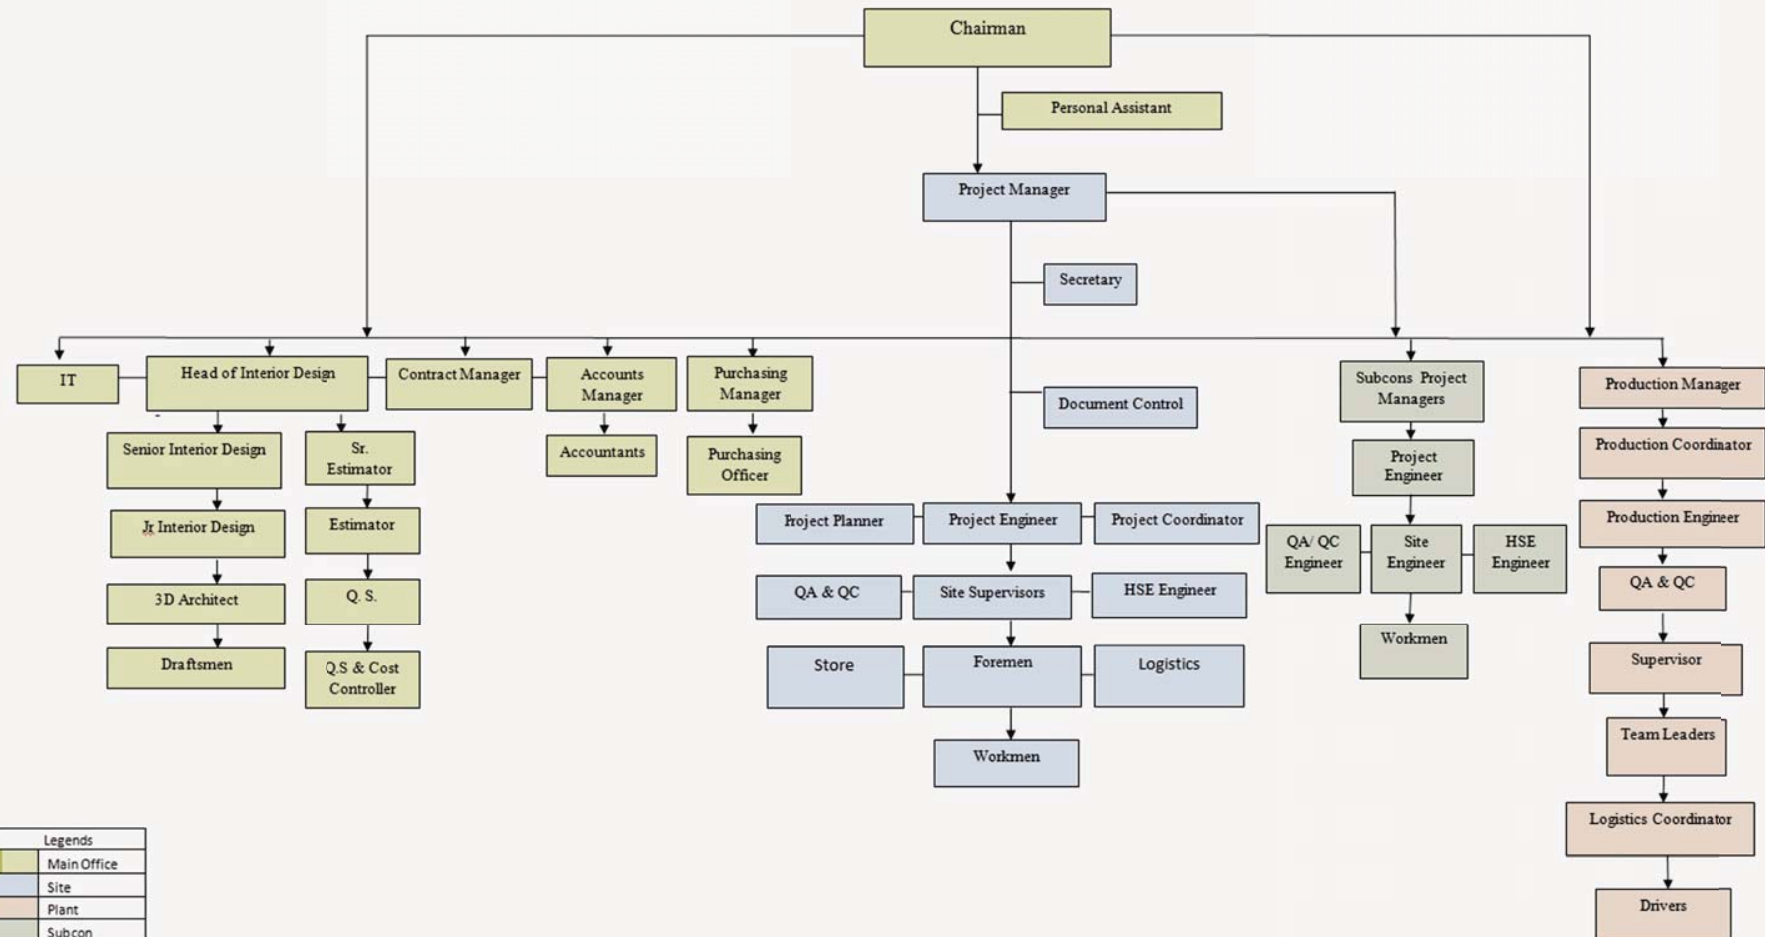 Chairman
Personal Assistant
Project Manager
Secretary
IT
Head of Interior Design
Contract Manager
Accounts
Manager
Purchasing
Manager
Document Control
Subcons Project
Managers
Production Manager
Senior Interior Design
Sr.
Estimator
Accountants
Purchasing
Officer
Project
Engineer
Production Coordinator
Jr Interior Design
Estimator
Project Planner
Project Engineer
Project Coordinator
QA/ QC
Engineer
Site
Engineer
HSE
Engineer
Production Engineer
3D Architect
Q. S.
QA & QC
Site Supervisors
HSE Engineer
QA & QC
Draftsmen
Q.S & Cost
Controller
Store
Foremen
Logistics
Workmen
Supervisor
Workmen
Team Leaders
Logistics Coordinator
Drivers
Legends
Main Office
Site
Plant
Subcon